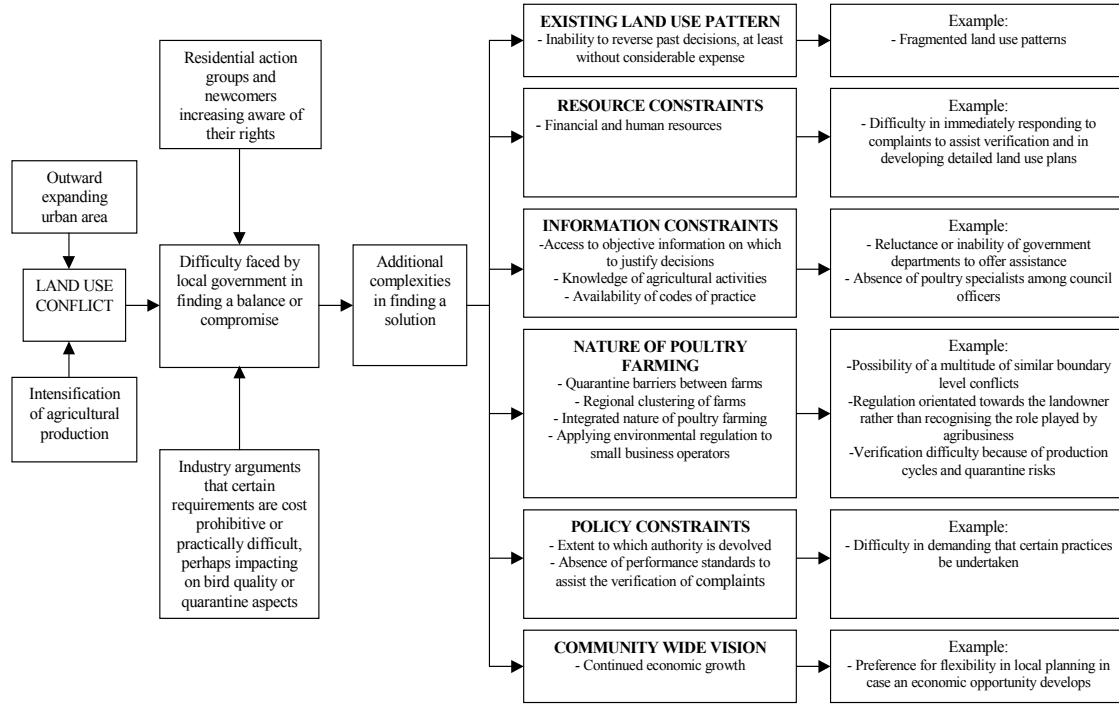 Residential action
groups and
newcomers
increasing aware of
their rights
Outward
expanding
urban area
LAND USE
CONFLICT
Intensification
of agricultural
production
Difficulty faced by
local government in
finding a balance or
compromise
Industry arguments
that certain
requirements are cost
prohibitive or
practically difficult,
perhaps impacting
on bird quality or
quarantine aspects
Additional
complexities
in finding a
solution
EXISTING LAND USE PATTERN
- Inability to reverse past decisions, at least
without considerable expense
Example:
- Fragmented land use patterns
RESOURCE CONSTRAINTS
- Financial and human resources
Example:
- Difficulty in immediately responding to
complaints to assist verification and in
developing detailed land use plans
INFORMATION CONSTRAINTS
-Access to objective information on which
to justify decisions
- Knowledge of agricultural activities
- Availability of codes of practice
Example:
- Reluctance or inability of government
departments to offer assistance
- Absence of poultry specialists among council
officers
NATURE OF POULTRY
FARMING
- Quarantine barriers between farms
- Regional clustering of farms
- Integrated nature of poultry farming
- Applying environmental regulation to
small business operators
Example:
-Possibility of a multitude of similar boundary
level conflicts
-Regulation orientated towards the landowner
rather than recognising the role played by
agribusiness
-Verification difficulty because of production
cycles and quarantine risks
POLICY CONSTRAINTS
- Extent to which authority is devolved
- Absence of performance standards to
assist the verification of complaints
Example:
- Difficulty in demanding that certain practices
be undertaken
COMMUNITY WIDE VISION
- Continued economic growth
Example:
- Preference for flexibility in local planning in
case an economic opportunity develops